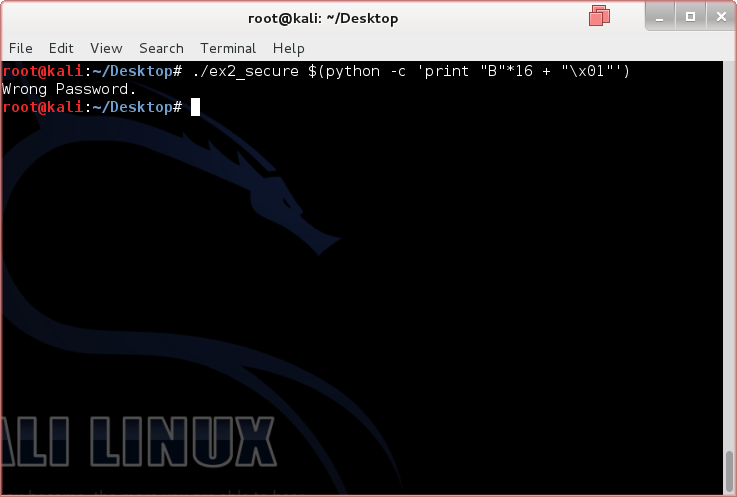 root@kali: ~/Desktop
File Edit View Search Terminal Help
root@kali:~/Desktop# ./ex2_secure $(python -c 'print "B"*16 + "\x01"')
Wrong Password.
root@kali:~/Desktop#
ALI LINUX